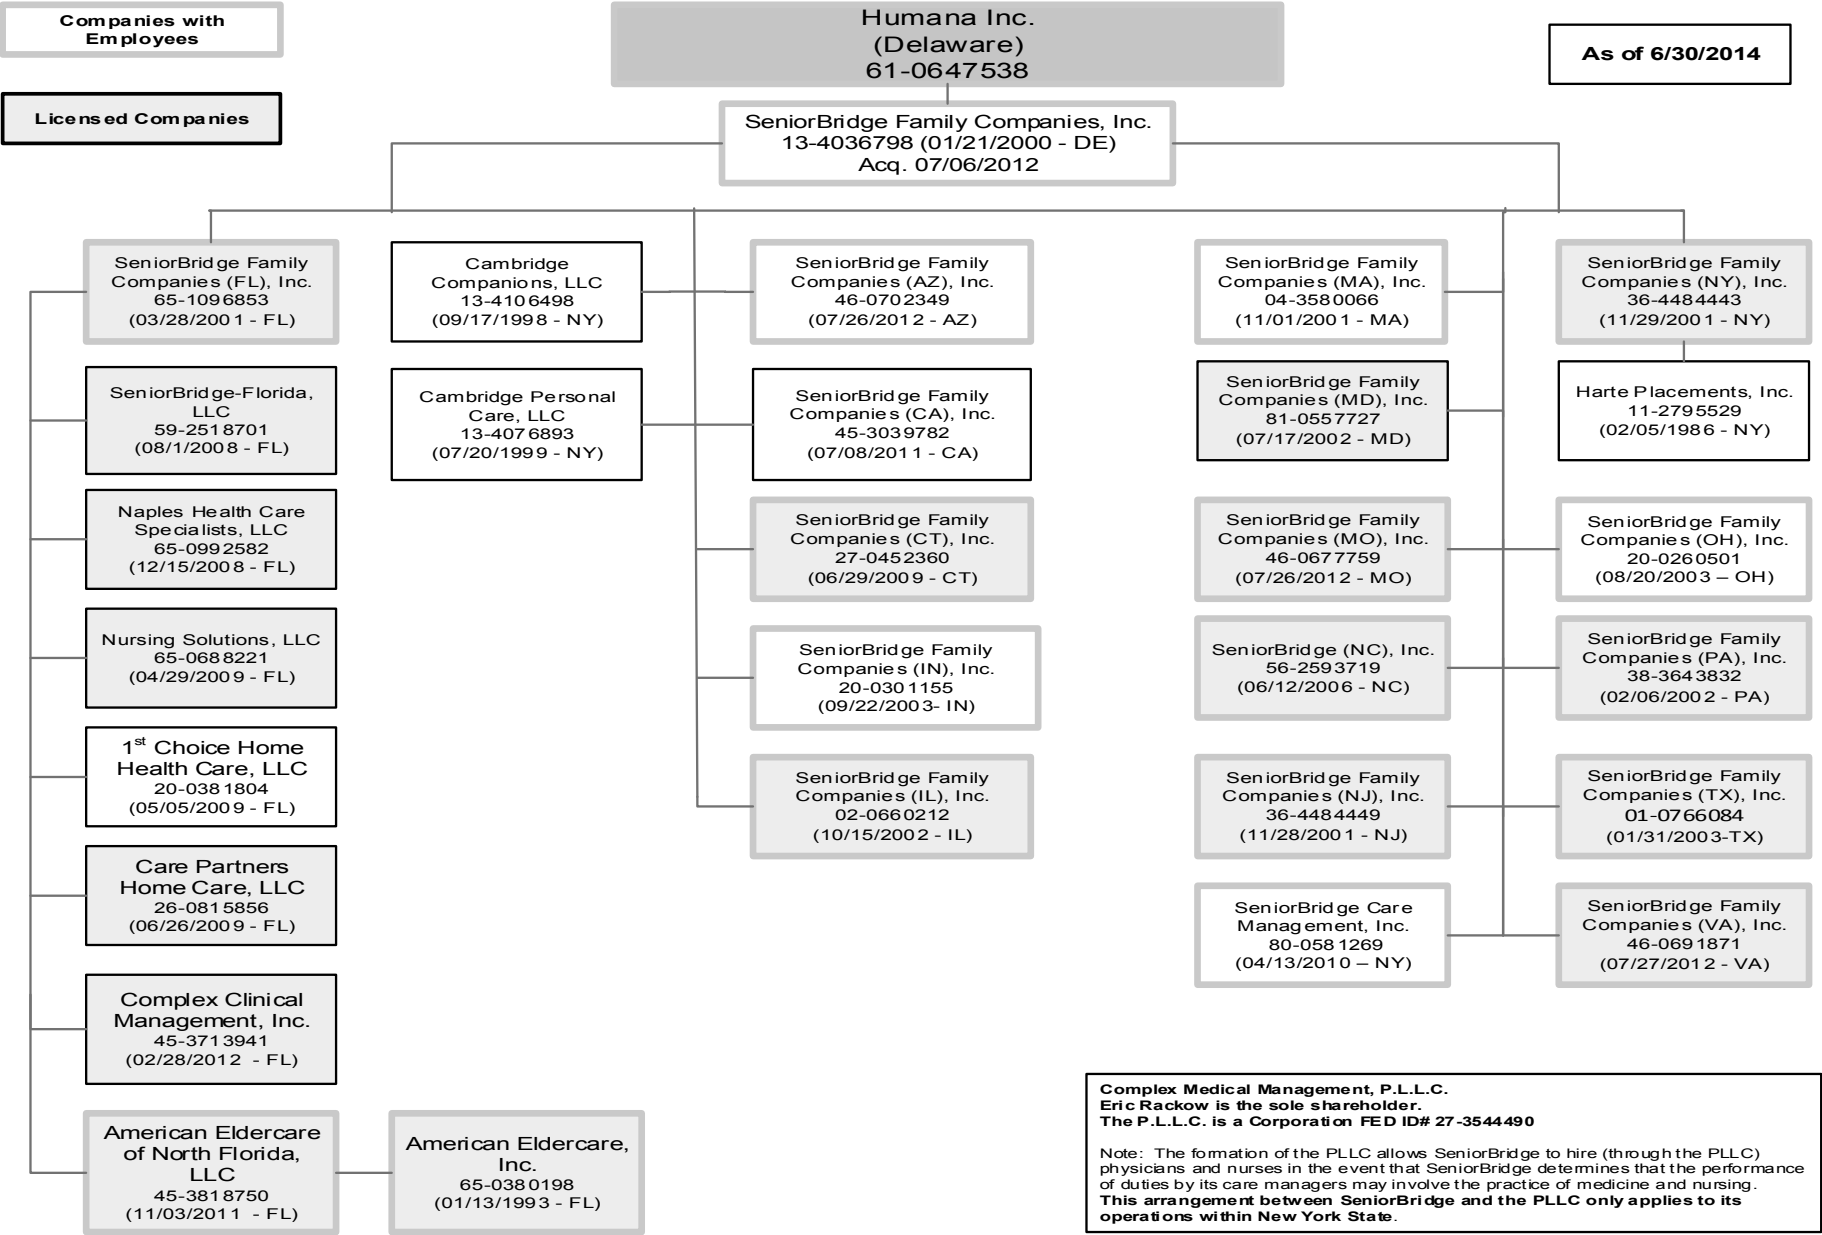 Companies with
Employees
Licensed Companies
Humana Inc.
(Delaware)
61-0647538
As of 6/30/2014
SeniorBridge Family Companies, Inc.
13-4036798 (01/21/2000 - DE)
Acq. 07/06/2012
SeniorBridge Family
Companies (FL), Inc.
65-1096853
(03/28/2001 - FL)
Cambridge
Companions, LLC
13-4106498
(09/17/1998 - NY)
SeniorBridge Family
Companies (AZ), Inc.
46-0702349
(07/26/2012 - AZ)
SeniorBridge Family
Companies (MA), Inc.
04-3580066
(11/01/2001 - MA)
SeniorBridge Family
Companies (NY), Inc.
36-4484443
(11/29/2001 - NY)
SeniorBridge-Florida,
LLC
59-2518701
(08/1/2008 - FL)
Cambridge Personal
Care, LLC
13-4076893
(07/20/1999 - NY)
SeniorBridge Family
Companies (CA), Inc.
45-3039782
(07/08/2011 - CA)
SeniorBridge Family
Companies (MD), Inc.
81-0557727
(07/17/2002 - MD)
Harte Placements, Inc.
11-2795529
(02/05/1986 - NY)
Naples Health Care
Specialists, LLC
65-0992582
(12/15/2008 - FL)
SeniorBridge Family
Companies (CT), Inc.
27-0452360
(06/29/2009 - CT)
SeniorBridge Family
Companies (MO), Inc.
46-0677759
(07/26/2012 - MO)
SeniorBridge Family
Companies (OH), Inc.
20-0260501
(08/20/2003 – OH)
Nursing Solutions, LLC
65-0688221
(04/29/2009 - FL)
SeniorBridge Family
Companies (IN), Inc.
20-0301155
(09/22/2003- IN)
SeniorBridge (NC), Inc.
56-2593719
(06/12/2006 - NC)
SeniorBridge Family
Companies (PA), Inc.
38-3643832
(02/06/2002 - PA)
1st Choice Home
Health Care, LLC
20-0381804
(05/05/2009 - FL)
SeniorBridge Family
Companies (IL), Inc.
02-0660212
(10/15/2002 - IL)
SeniorBridge Family
Companies (NJ), Inc.
36-4484449
(11/28/2001 - NJ)
SeniorBridge Family
Companies (TX), Inc.
01-0766084
(01/31/2003-TX)
Care Partners
Home Care, LLC
26-0815856
(06/26/2009 - FL)
SeniorBridge Care
Management, Inc.
80-0581269
(04/13/2010 – NY)
SeniorBridge Family
Companies (VA), Inc.
46-0691871
(07/27/2012 - VA)
Complex Clinical
Management, Inc.
45-3713941
(02/28/2012 - FL)
American Eldercare
of North Florida,
LLC
45-3818750
(11/03/2011 - FL)
American Eldercare,
Inc.
65-0380198
(01/13/1993 - FL)
Complex Medical Management, P.L.L.C.
Eric Rackow is the sole shareholder.
The P.L.L.C. is a Corporation FED ID# 27-3544490
Note: The formation of the PLLC allows SeniorBridge to hire (through the PLLC)
physicians and nurses in the event that SeniorBridge determines that the performance
of duties by its care managers may involve the practice of medicine and nursing.
This arrangement between SeniorBridge and the PLLC only applies to its
operations within New York State.